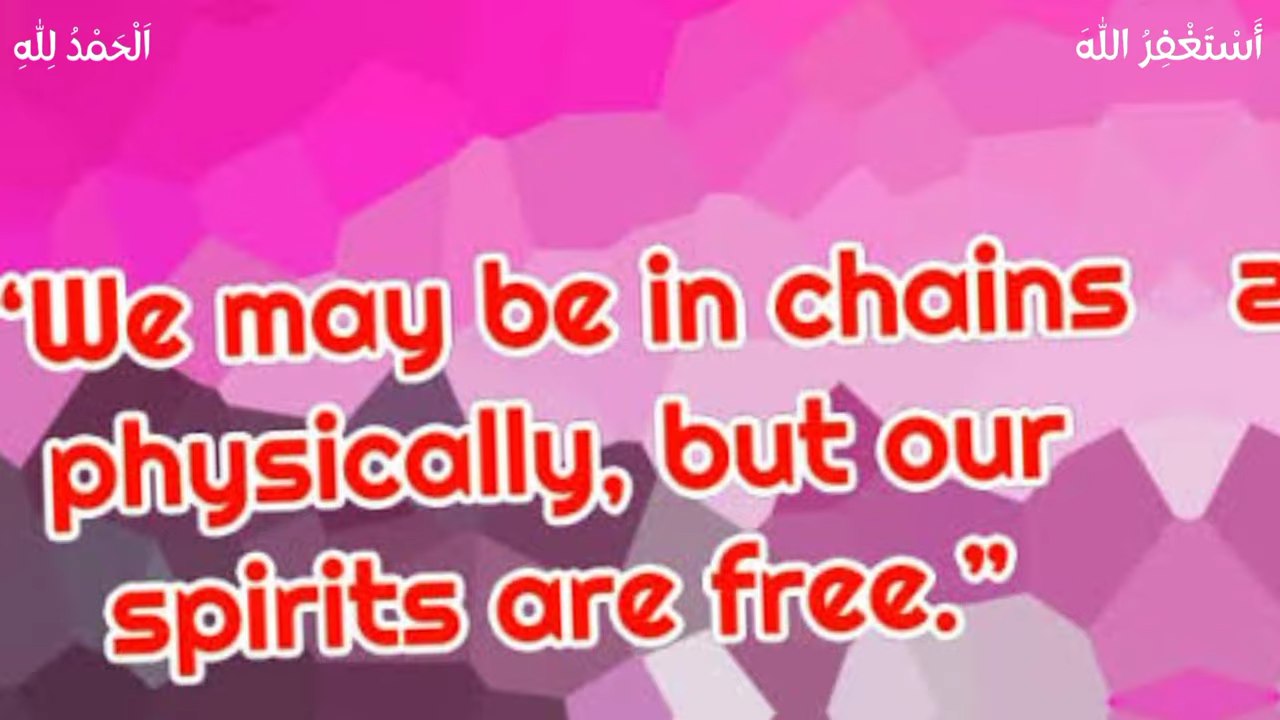 اَلْحَمْدُ لِلّٰهِ
أَسْتَغْفِرُ اللّٰهَ
“We may be in chains
physically, but our
spirits are free.”